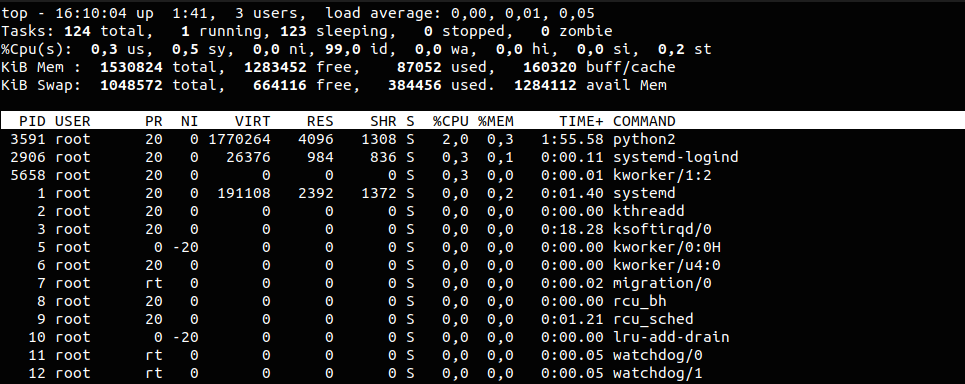 top - 16:10:04 up  1:41,  3 users,  load average: 0,00, 0,01, 0,05
Tasks: 124 total,   1 running, 123 sleeping,   0 stopped,   0 zombie
%Cpu(s):  0,3 us,  0,5 sy,  0,0 ni, 99,0 id,  0,0 wa,  0,0 hi,  0,0 si,  0,2 st
KiB Mem :  1530824 total,  1283452 free,    87052 used,   160320 buff/cache
KiB Swap:  1048572 total,   664116 free,   384456 used.  1284112 avail Mem
  PID USER      PR  NI    VIRT    RES    SHR S  %CPU %MEM     TIME+ COMMAND
 3591 root      20   0 1770264   4096   1308 S   2,0  0,3   1:55.58 python2
 2906 root      20   0   26376    984    836 S   0,3  0,1   0:00.11 systemd-logind
 5658 root      20   0       0      0      0 S   0,3  0,0   0:00.01 kworker/1:2
    1 root      20   0  191108   2392   1372 S   0,0  0,2   0:01.40 systemd
    2 root      20   0       0      0      0 S   0,0  0,0   0:00.00 kthreadd
    3 root      20   0       0      0      0 S   0,0  0,0   0:18.28 ksoftirqd/0
    5 root       0 -20       0      0      0 S   0,0  0,0   0:00.00 kworker/0:0H
    6 root      20   0       0      0      0 S   0,0  0,0   0:00.00 kworker/u4:0
    7 root      rt   0       0      0      0 S   0,0  0,0   0:00.02 migration/0
    8 root      20   0       0      0      0 S   0,0  0,0   0:00.00 rcu_bh
    9 root      20   0       0      0      0 S   0,0  0,0   0:01.21 rcu_sched
   10 root       0 -20       0      0      0 S   0,0  0,0   0:00.00 lru-add-drain
   11 root      rt   0       0      0      0 S   0,0  0,0   0:00.05 watchdog/0
   12 root      rt   0       0      0      0 S   0,0  0,0   0:00.05 watchdog/1